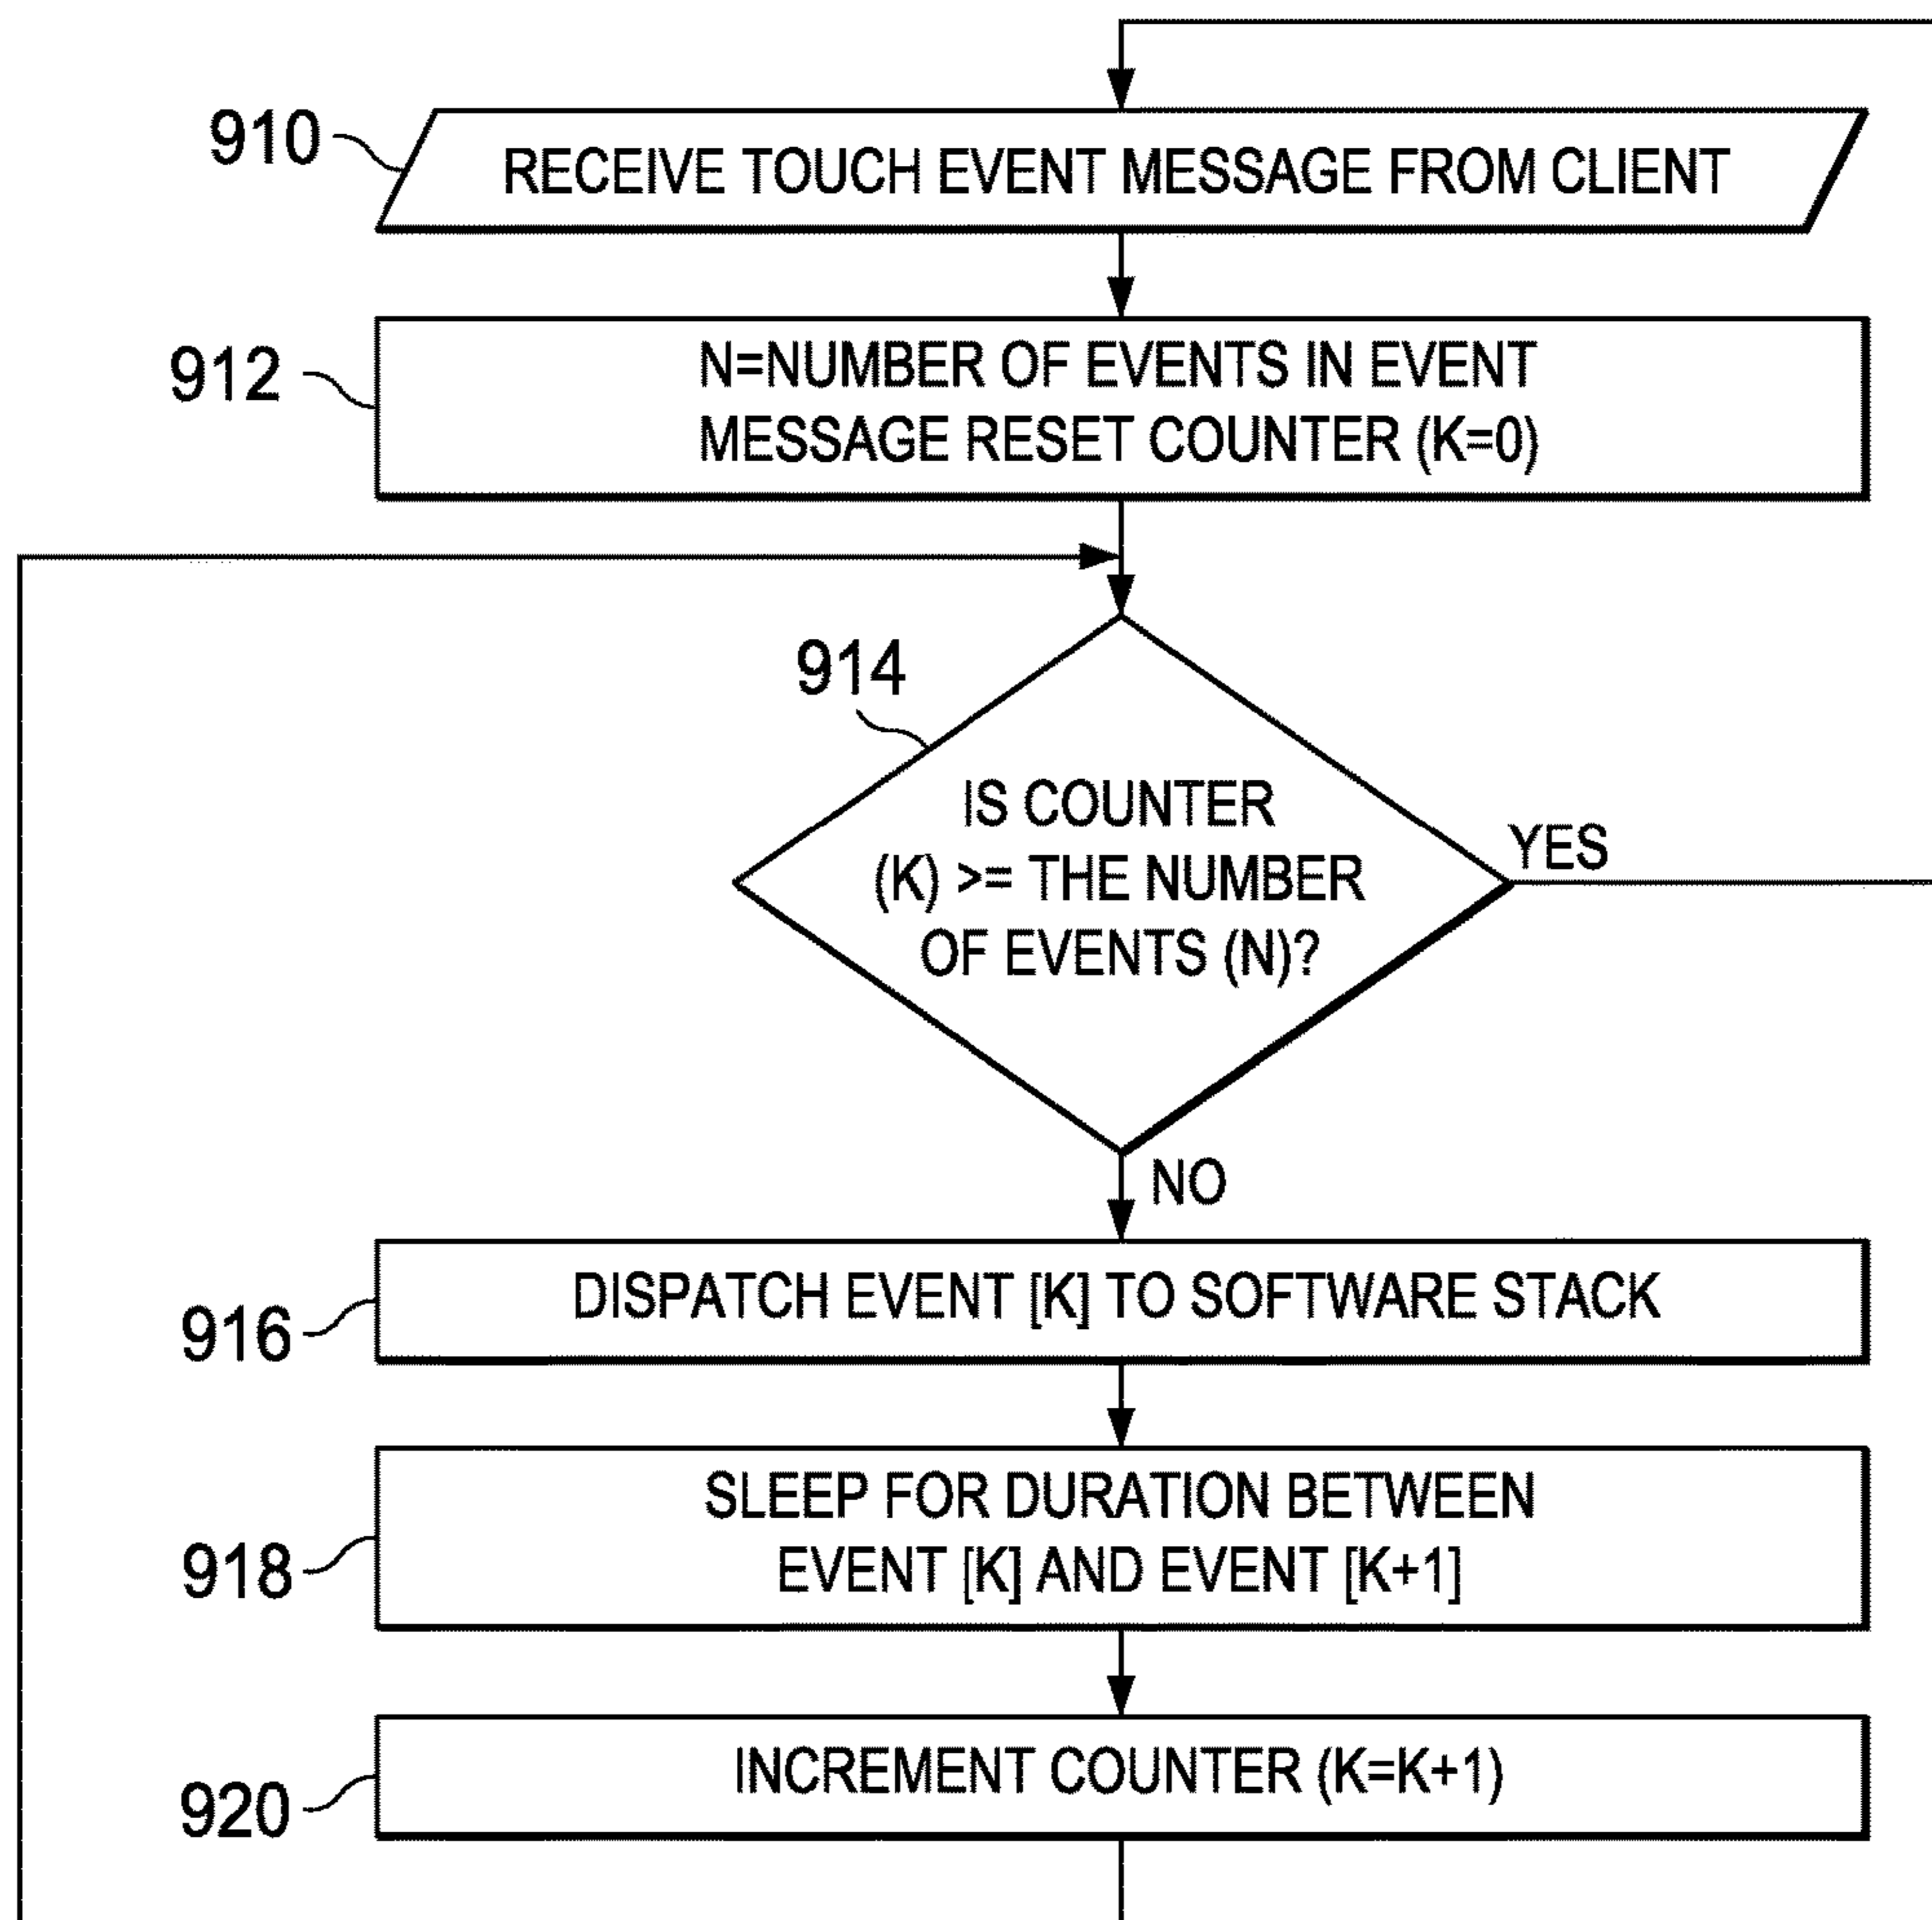 910
RECEIVE TOUCH EVENT MESSAGE FROM CLIENT
912
N=NUMBER OF EVENTS IN EVENT
MESSAGE RESET COUNTER (K=0)
914
IS COUNTER
(K) >= THE NUMBER
OF EVENTS (N)?
YES
NO
916
DISPATCH EVENT [K] TO SOFTWARE STACK
918
SLEEP FOR DURATION BETWEEN
EVENT [K] AND EVENT [K+1]
920
INCREMENT COUNTER (K=K+1)